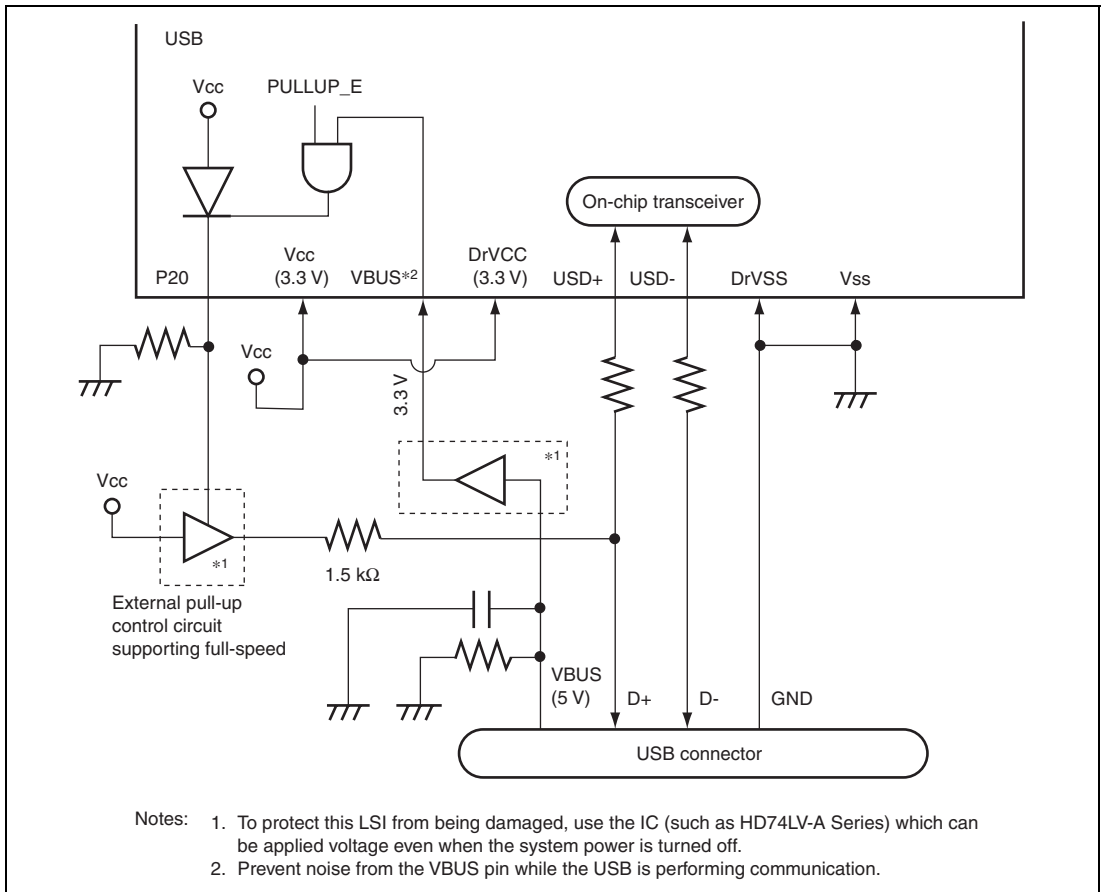 USB
Vcc
PULLUP_E
On-chip transceiver
P20
Vcc
(3.3 V)
VBUS*2
DrVCC
(3.3 V)
USD+
USD-
DrVSS
Vss
Vcc
3.3 V
*1
Vcc
*1
1.5 kΩ
External pull-up
control circuit
supporting full-speed
VBUS
(5 V)
D+
D-
GND
USB connector
Notes: 1. To protect this LSI from being damaged, use the IC (such as HD74LV-A Series) which can
be applied voltage even when the system power is turned off.
2. Prevent noise from the VBUS pin while the USB is performing communication.